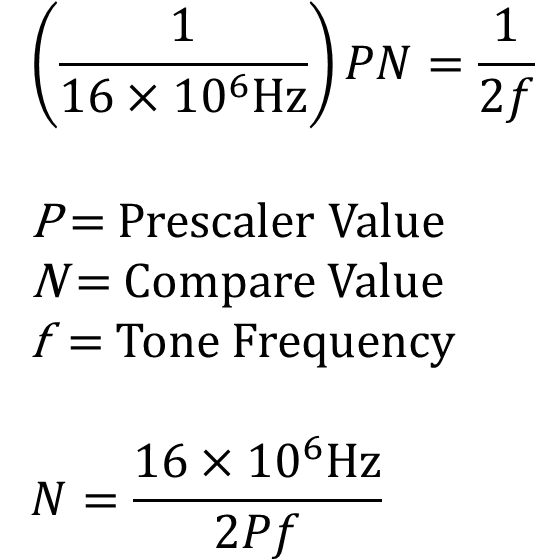 (1 / 16 × 10⁶Hz) PN = 1 / 2f
P= Prescaler Value
N= Compare Value
f = Tone Frequency
N = 16 × 10⁶Hz / 2Pf